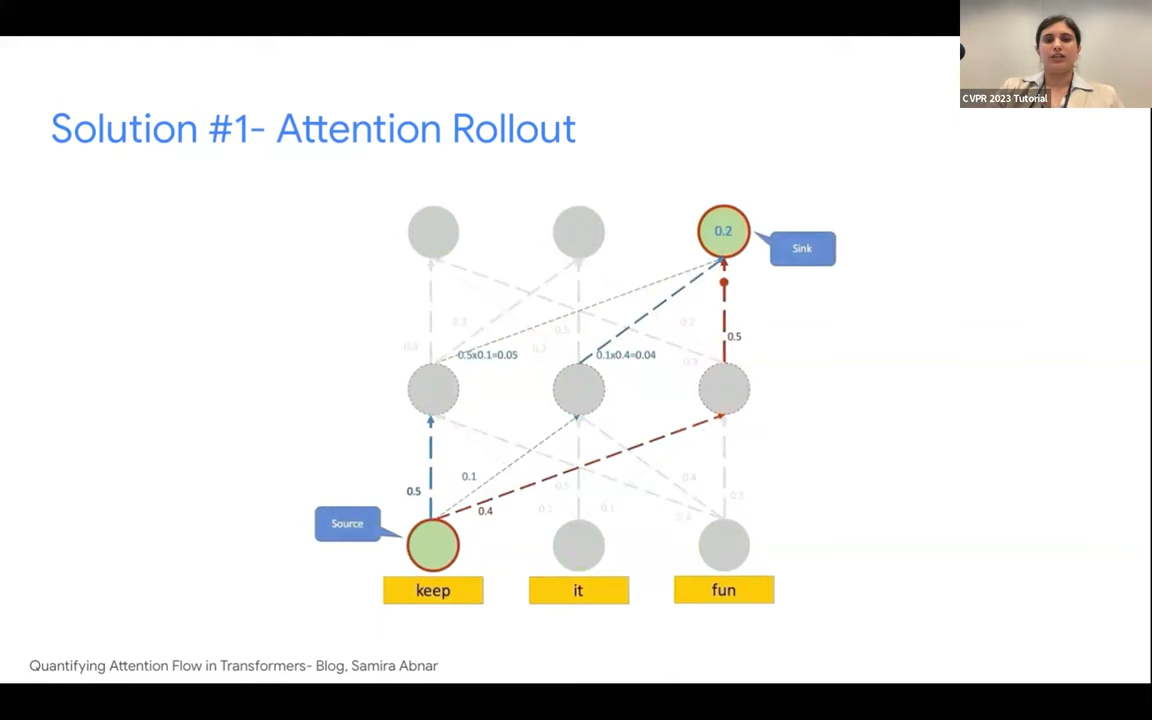 CVPR 2023 Tutorial
Solution #1- Attention Rollout
0.2
Sink
0.5
0.5x0.1=0.05
0.1x0.4=0.04
0.1
0.5
0.4
Source
keep
it
fun
Quantifying Attention Flow in Transformers- Blog, Samira Abnar